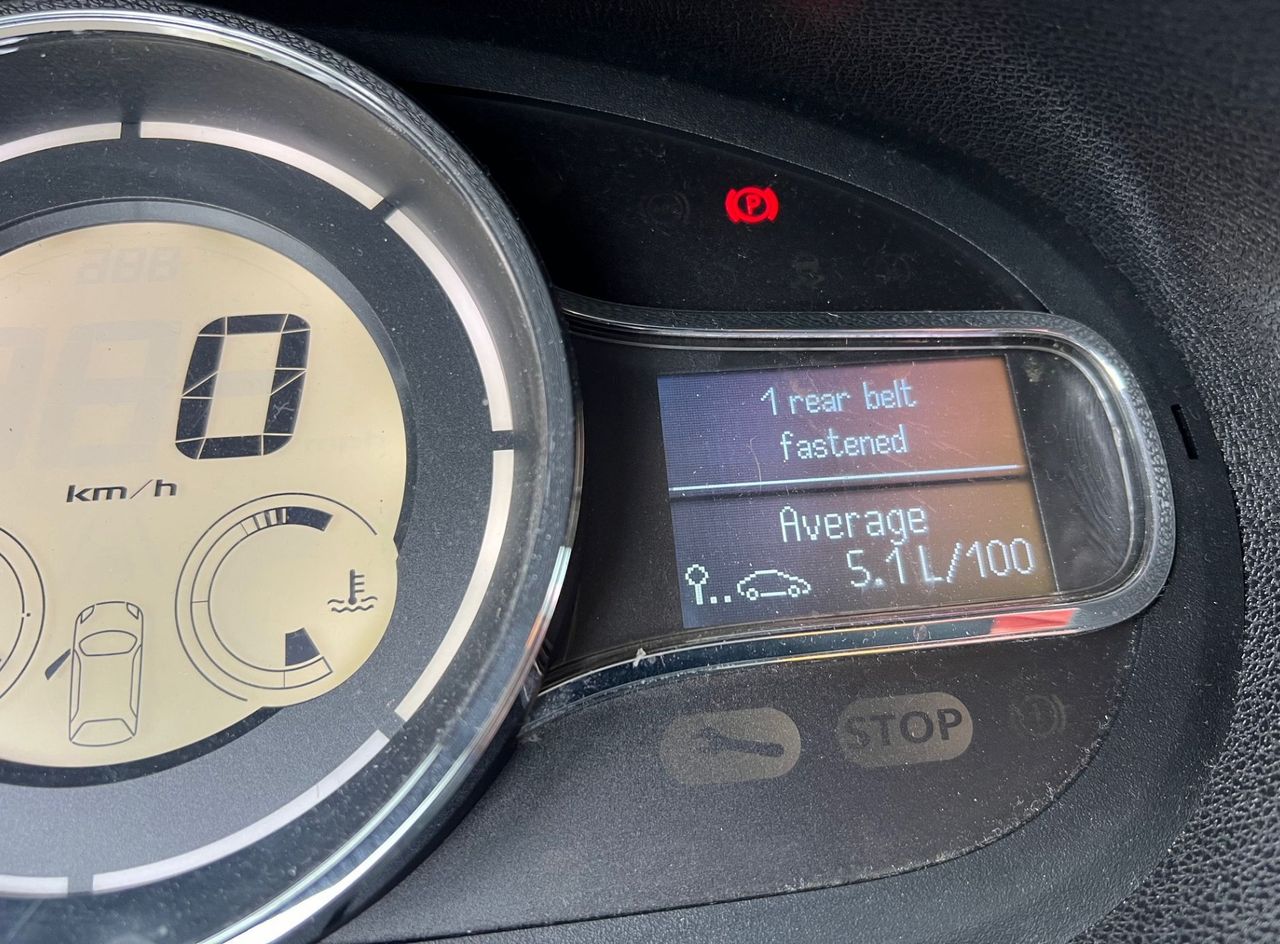 P
0
km/h
1 rear belt
fastened
Average
5.1 L/100
STOP